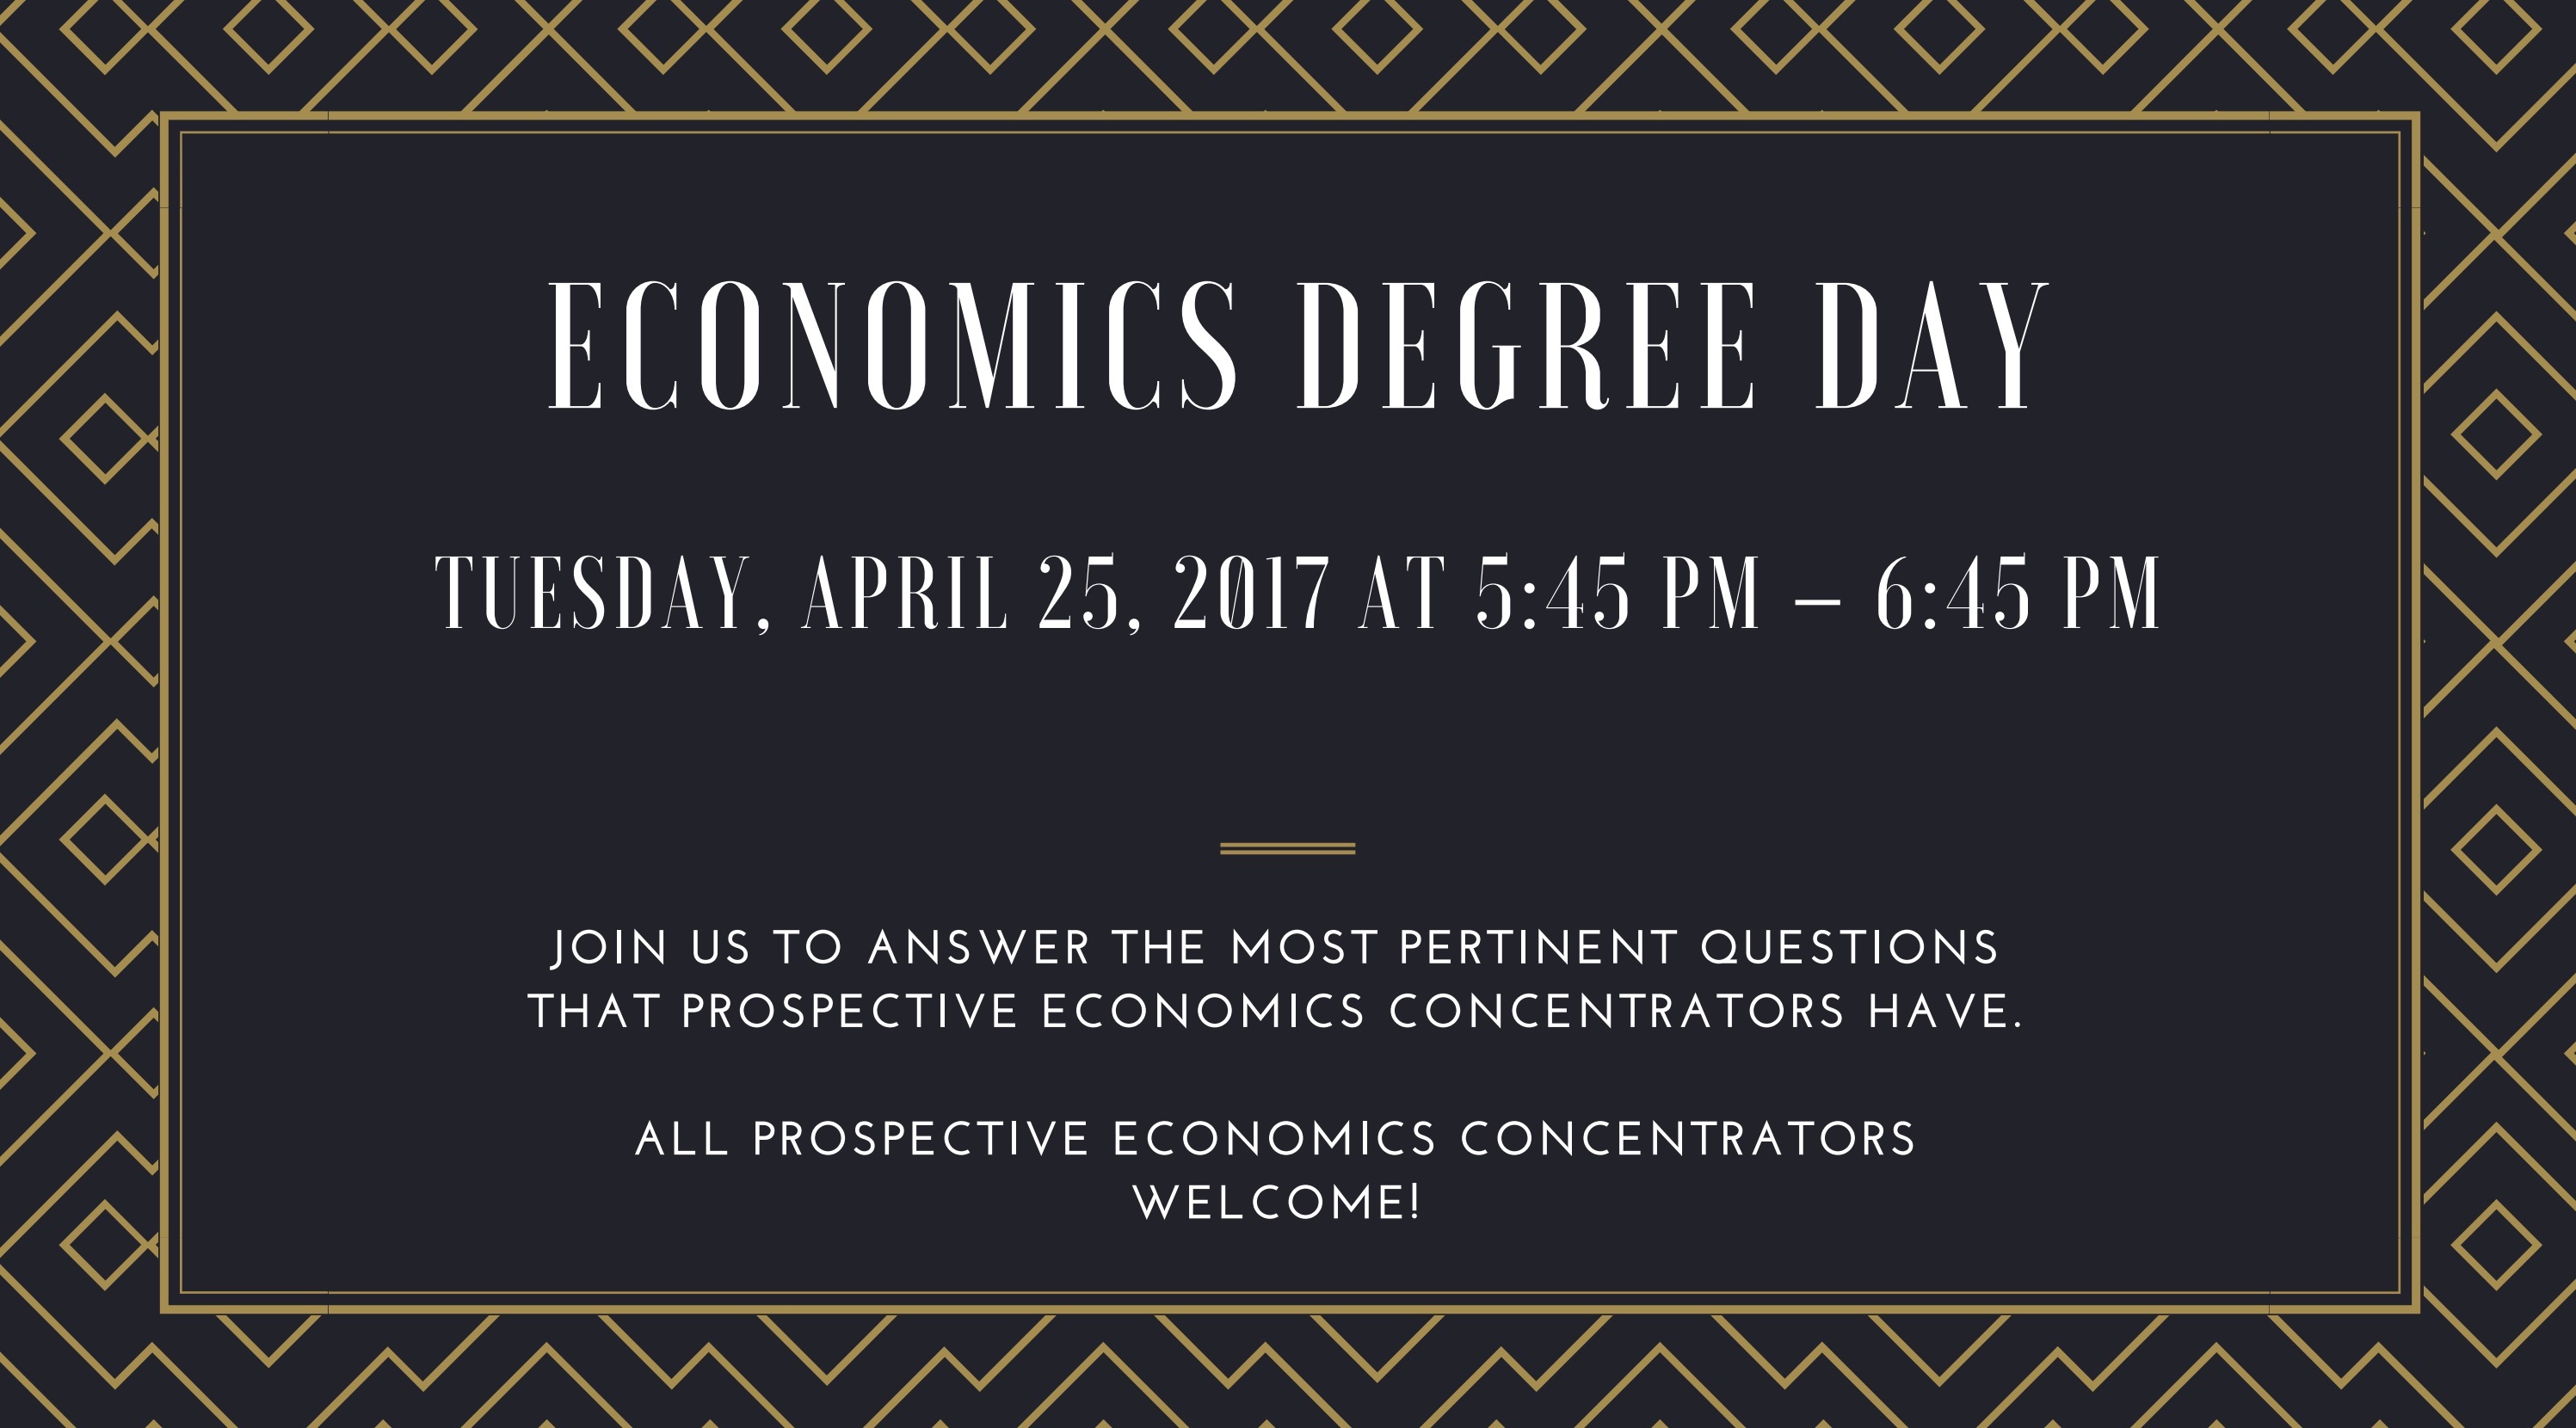 ECONOMICS DEGREE DAY
TUESDAY, APRIL 25, 2017 AT 5:45 PM – 6:45 PM
JOIN US TO ANSWER THE MOST PERTINENT QUESTIONS
THAT PROSPECTIVE ECONOMICS CONCENTRATORS HAVE.
ALL PROSPECTIVE ECONOMICS CONCENTRATORS
WELCOME!